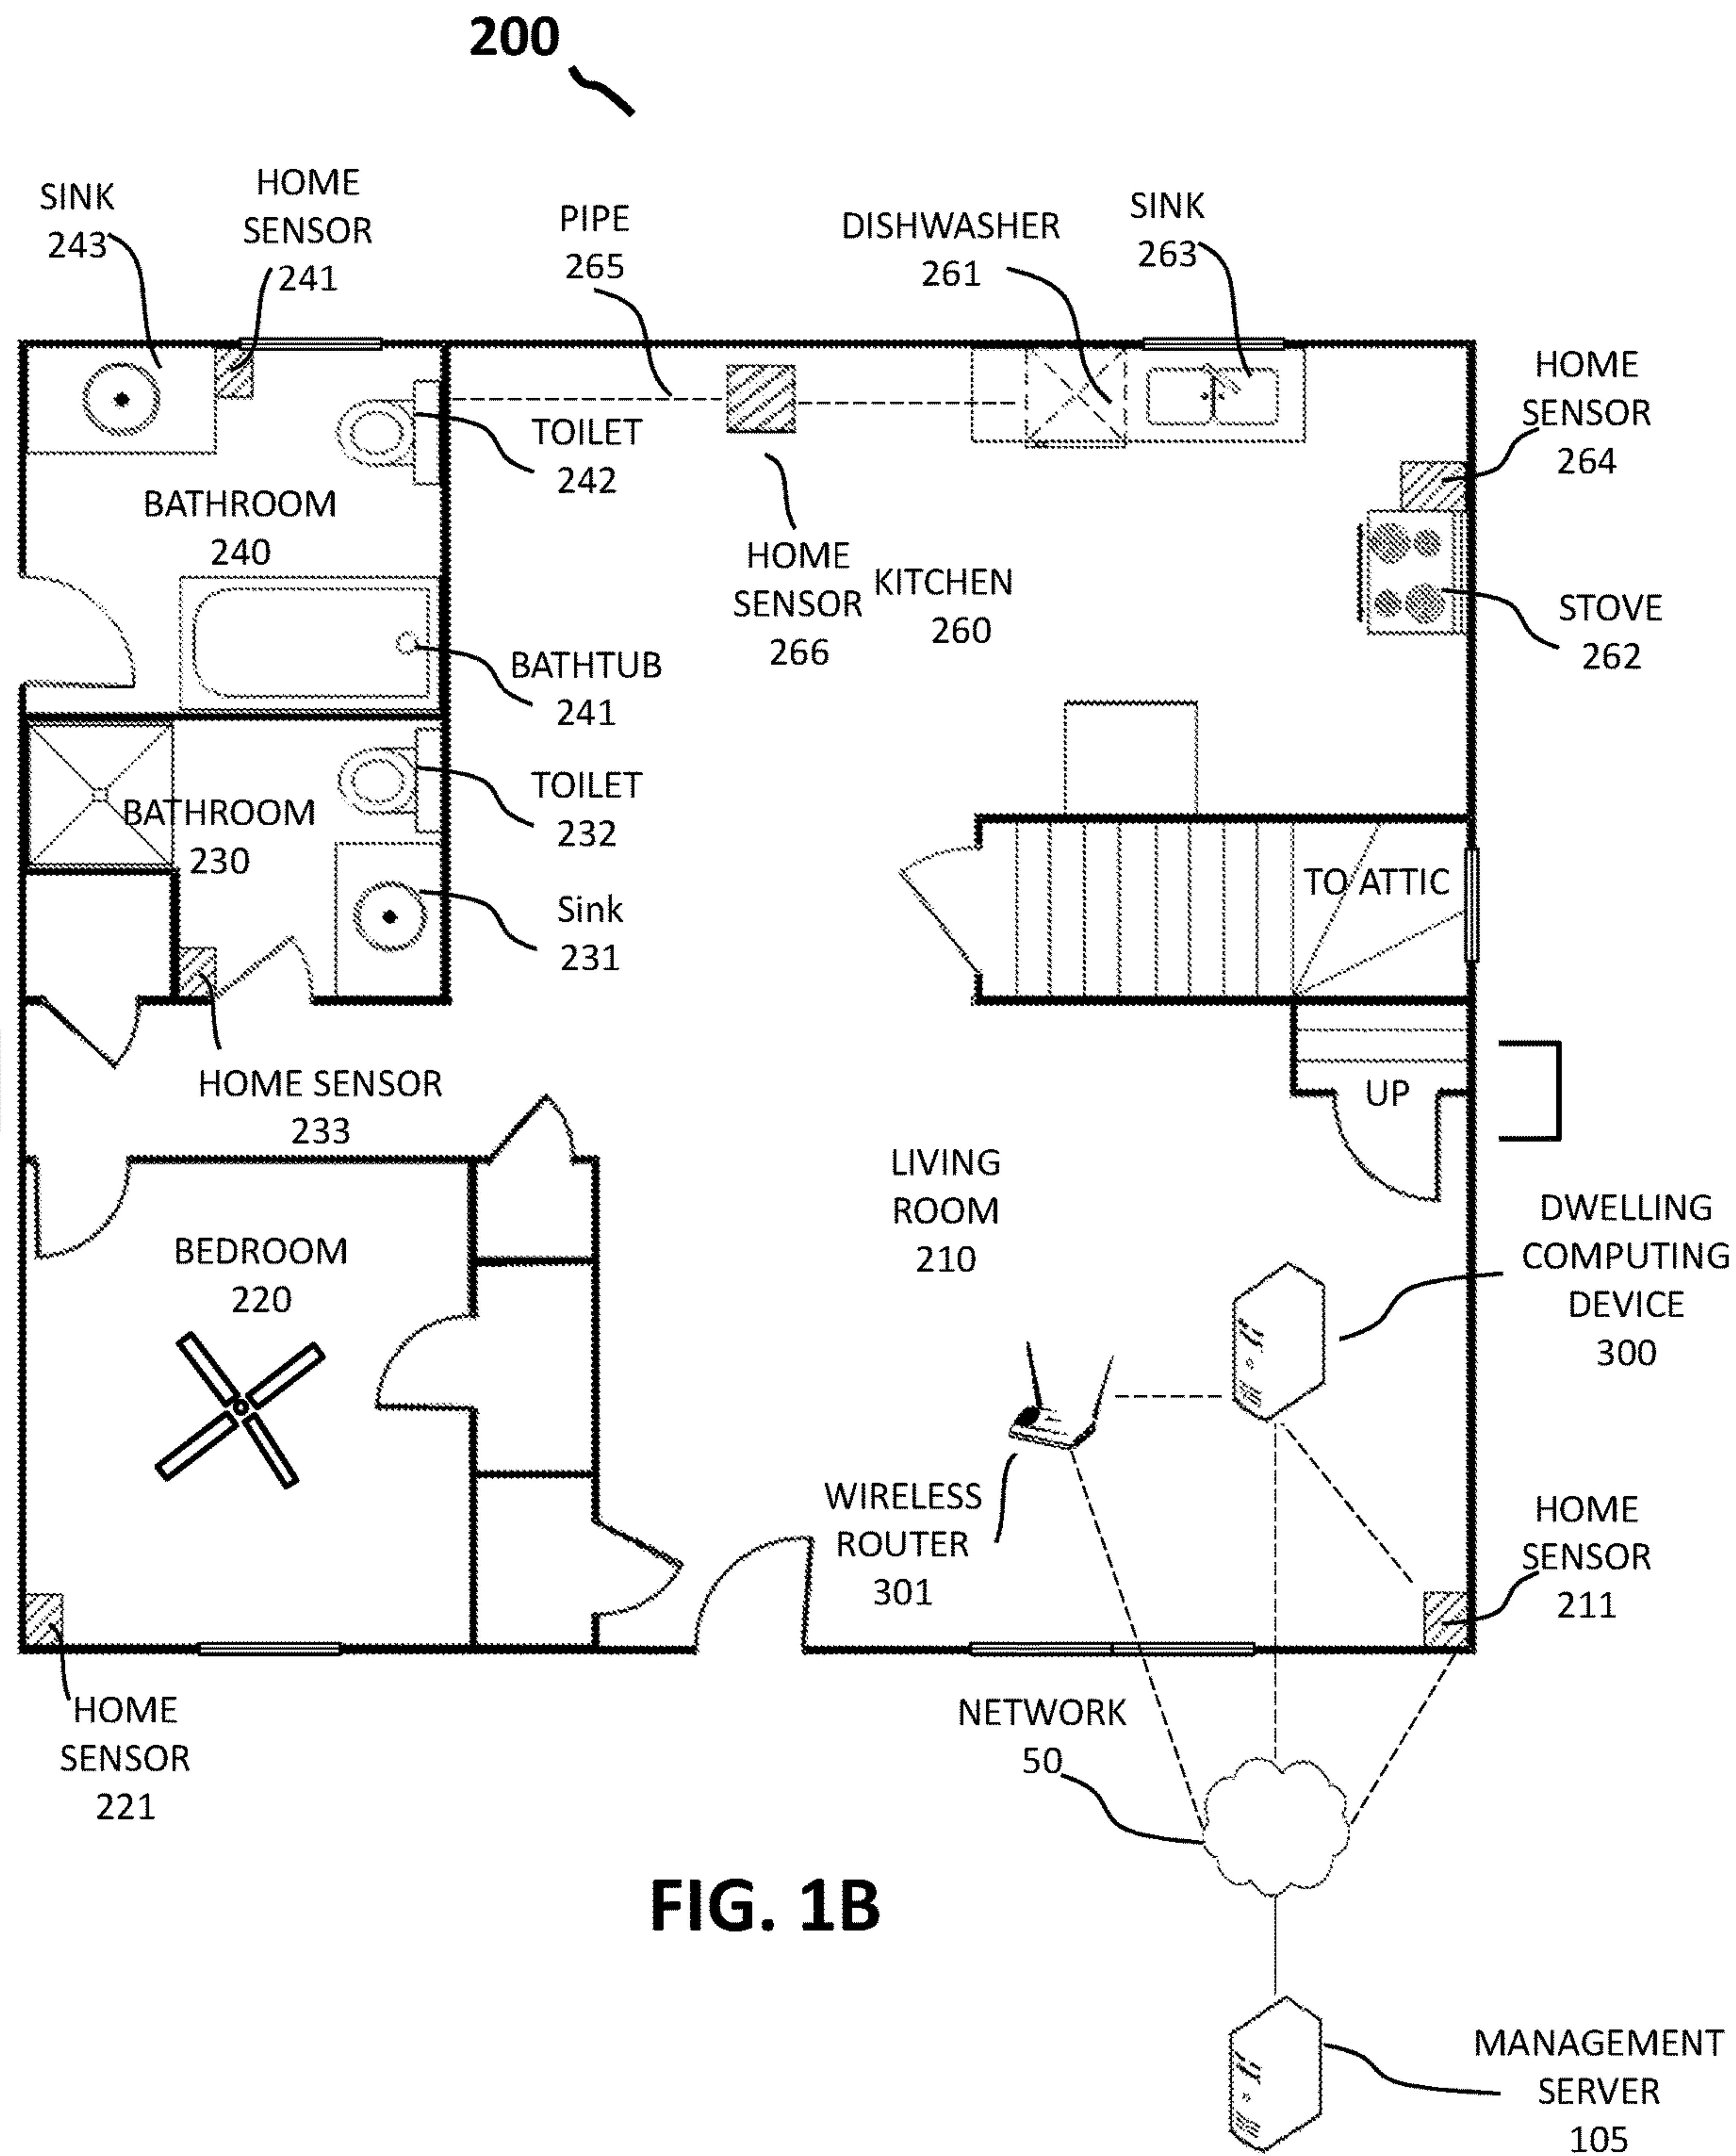 200
SINK
243
HOME
SENSOR
241
PIPE
265
DISHWASHER
261
SINK
263
HOME
SENSOR
264
TOILET
242
BATHROOM
240
HOME
SENSOR
266
KITCHEN
260
STOVE
262
BATHTUB
241
TOILET
232
BATHROOM
230
TO ATTIC
Sink
231
HOME SENSOR
233
UP
LIVING
ROOM
210
DWELLING
COMPUTING
DEVICE
300
BEDROOM
220
WIRELESS
ROUTER
301
HOME
SENSOR
211
HOME
SENSOR
221
NETWORK
50
FIG. 1B
MANAGEMENT
SERVER
105